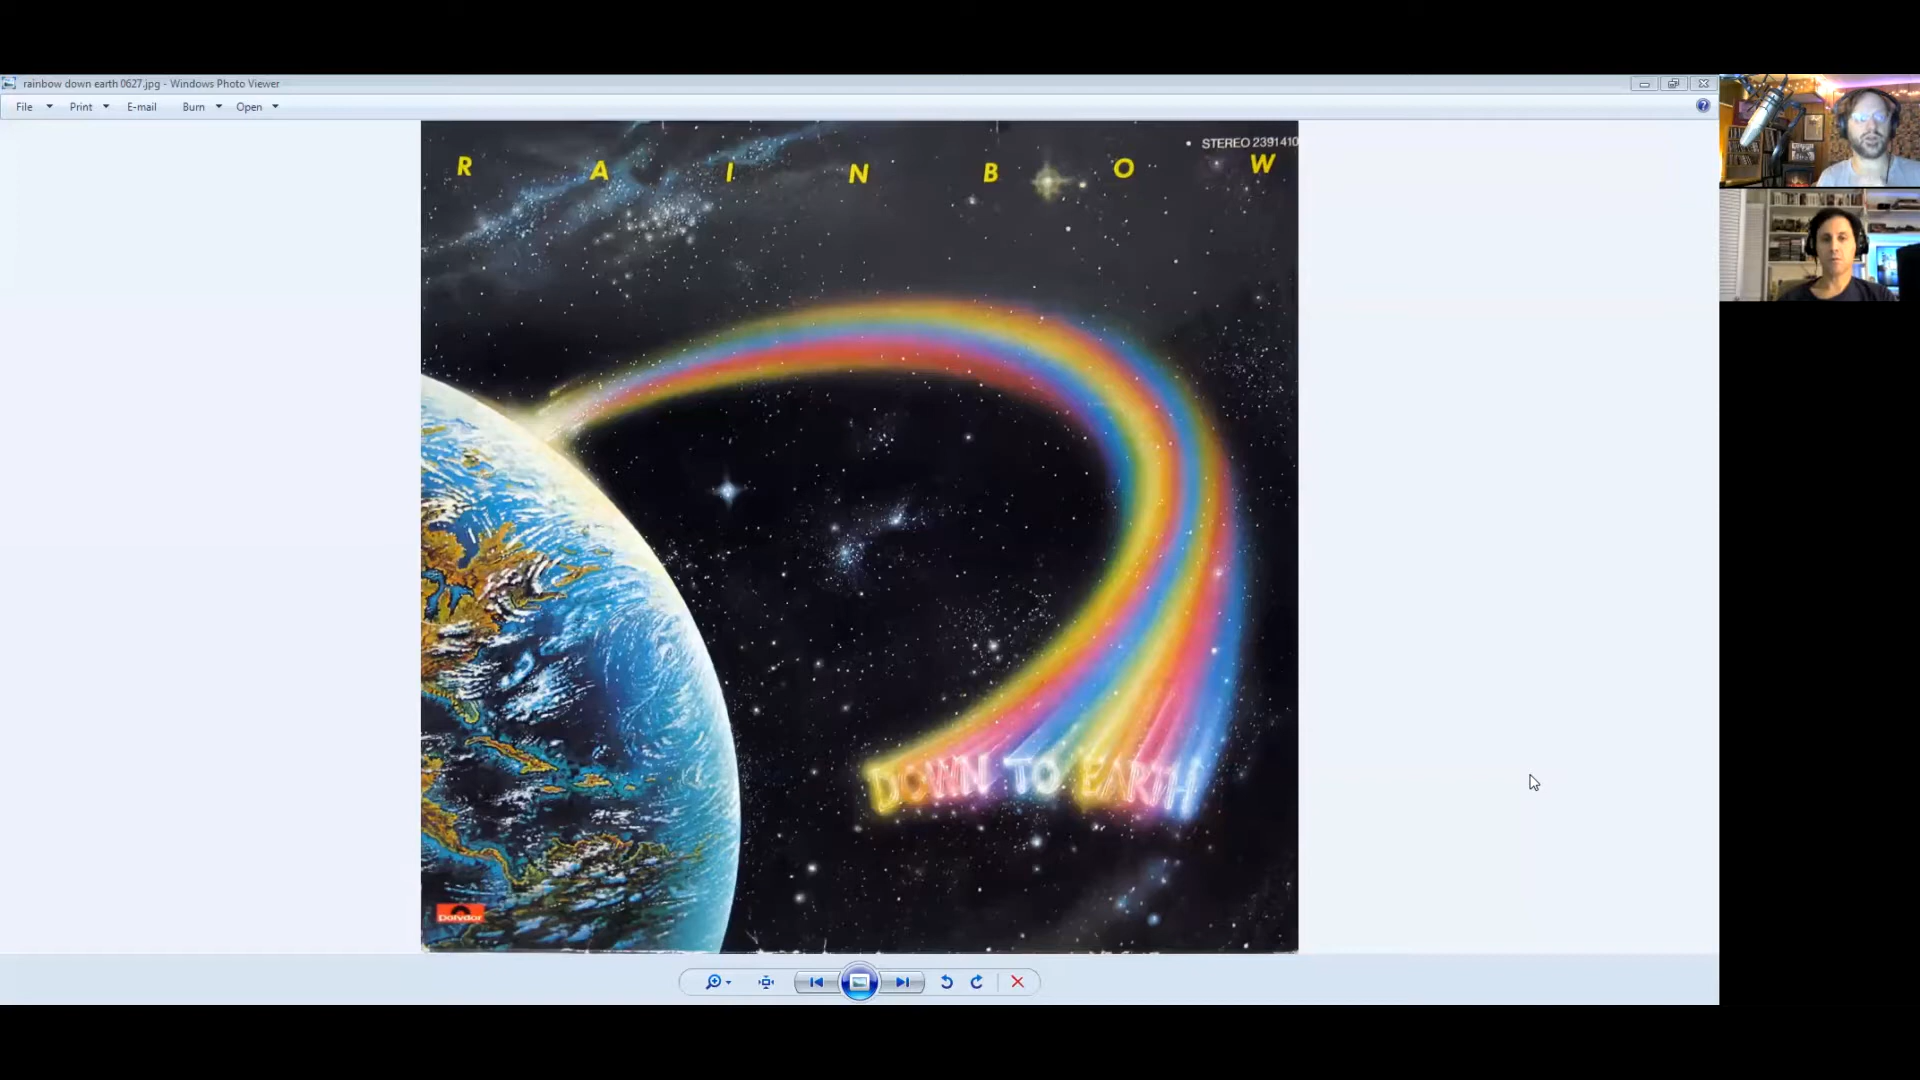 rainbow down earth 0627.jpg - Windows Photo Viewer
File Print E-mail Burn Open
STEREO 2391410
R A I N B O W
DOWN TO EARTH
polydor